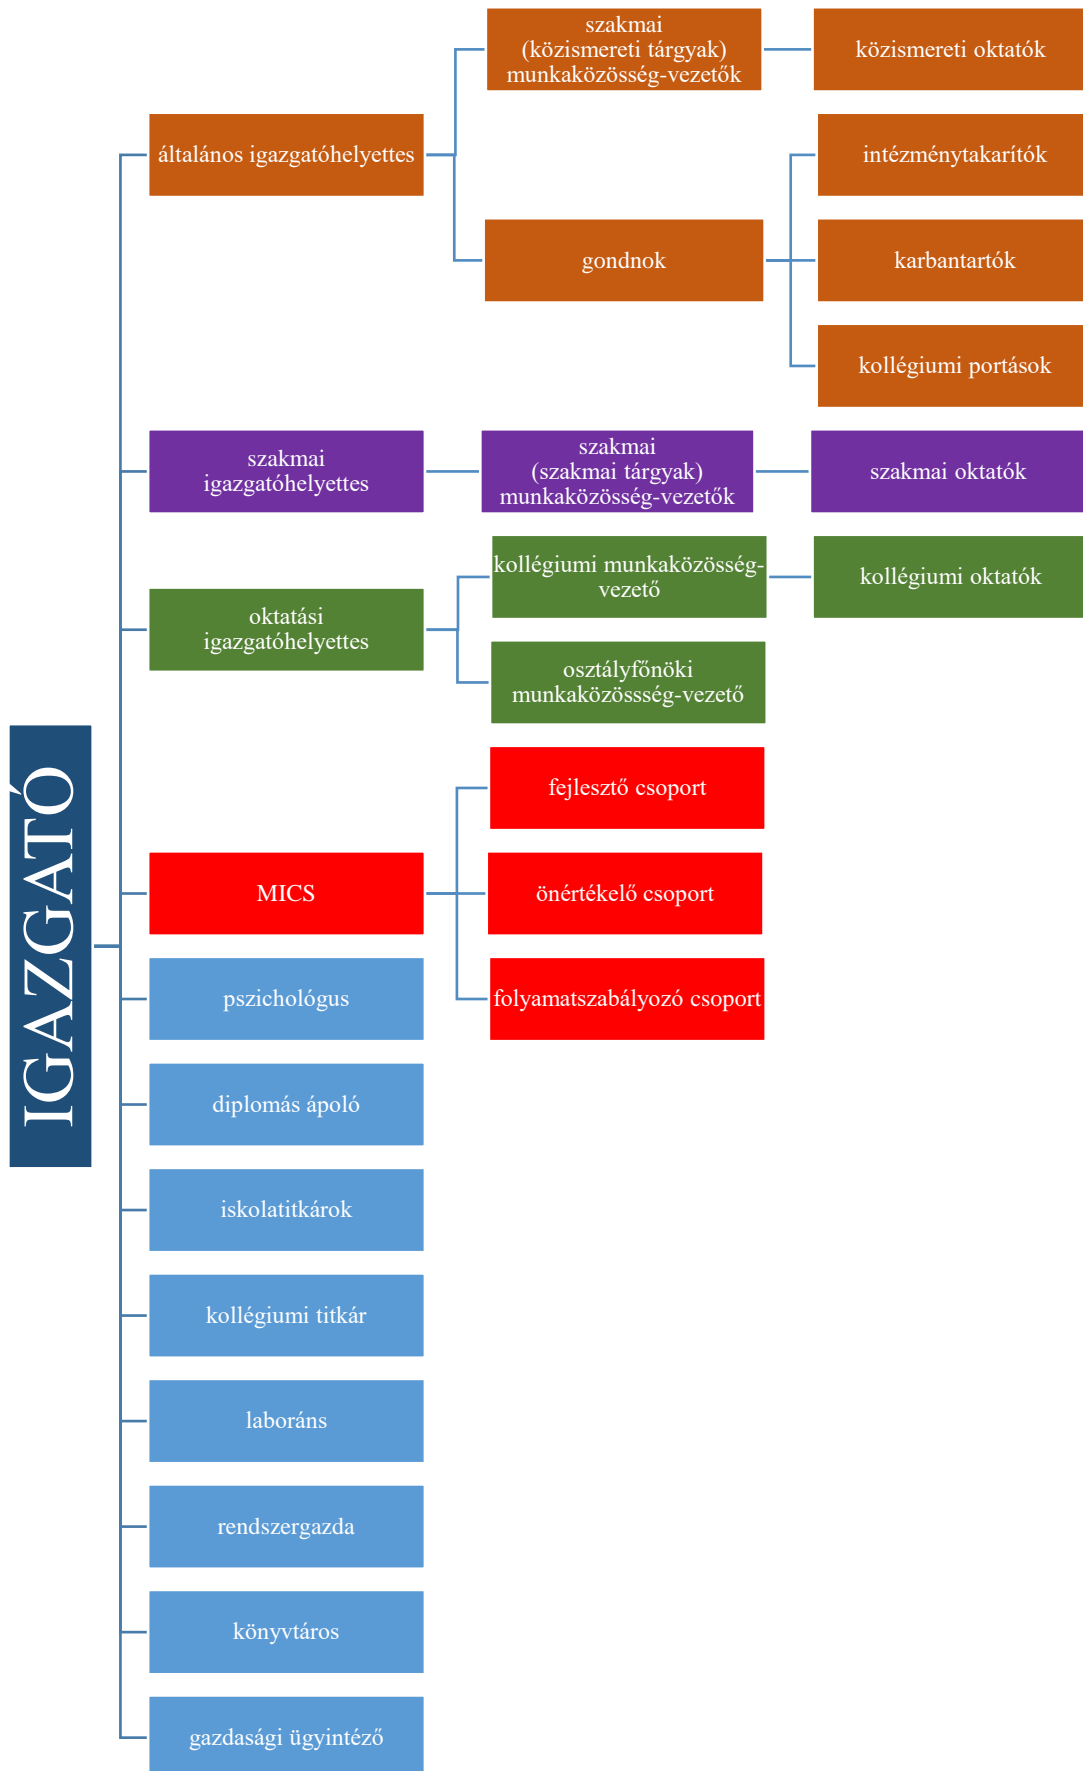 IGAZGATÓ
általános igazgatóhelyettes
szakmai
(közismereti tárgyak)
munkaközösség-vezetők
közismereti oktatók
gondnok
intézménytakarítók
karbantartók
kollégiumi portások
szakmai
igazgatóhelyettes
szakmai
(szakmai tárgyak)
munkaközösség-vezetők
szakmai oktatók
oktatási
igazgatóhelyettes
kollégiumi munkaközösség-
vezető
kollégiumi oktatók
osztályfőnöki
munkaközössség-vezető
MICS
fejlesztő csoport
önértékelő csoport
folyamatszabályozó csoport
pszichológus
diplomás ápoló
iskolatitkárok
kollégiumi titkár
laboráns
rendszergazda
könyvtáros
gazdasági ügyintéző